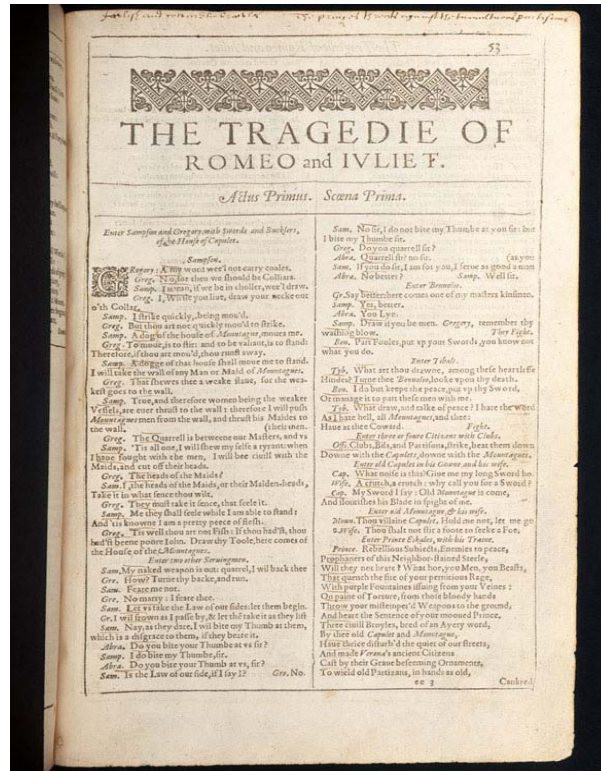 53
THE TRAGEDIE OF
ROMEO and IVLIET.
Actus Primus. Scœna Prima.
Enter Sampson and Gregory, with Swords and Bucklers,
of the House of Capulet.
Sampson.
Gregory: A my word wee'l not carry coales.
Greg. No, for then we should be Colliars.
Samp. I mean, if we be in choller, wee'l draw.
Greg. I, While you liue, draw your necke out
o'th Collar.
Samp. I strike quickly, being mou'd.
Greg. But thou art not quickly mou'd to strike.
Samp. A dog of the house of Mountague, moues me.
Greg. To moue, is to stir: and to be valiant, is to stand:
Therefore, if thou art mou'd, thou runst away.
Samp. A dogge of that house shall moue me to stand.
I will take the wall of any Man or Maid of Mountagues.
Greg. That shewes thee a weake slaue, for the wea-
kest goes to the wall.
Samp. True, and therefore women being the weaker
Vessels, are euer thrust to the wall: therefore I will push
Mountagues men from the wall, and thrust his Maides to
the wall. (their men.
Greg. The Quarrell is betweene our Masters, and vs
Samp. 'Tis all one, I will shew my selfe a tyrant: when
I haue fought with the men, I will bee ciuill with the
Maids, and cut off their heads.
Greg. The heads of the Maids?
Sam. I, the heads of the Maids, or their Maiden-heads,
Take it in what sence thou wilt.
Greg. They must take it sence, that feele it.
Samp. Me they shall feele while I am able to stand:
And 'tis knowne I am a pretty peece of flesh.
Greg. 'Tis well thou art not Fish: If thou had'st, thou
had'st beene poore Iohn. Draw thy Toole, here comes of
the House of the Mountagues.
Enter two other Seruingmen.
Sam. My naked weapon is out: quarrel, I wil back thee
Gre. How? Turne thy backe, and run.
Sam. Feare me not.
Gre. No marry: I feare thee.
Sam. Let vs take the Law of our sides: let them begin.
Gr. I wil frown as I passe by, & let thē take it as they list
Sam. Nay, as they dare. I wil bite my Thumb at them,
which is a disgrace to them, if they beare it.
Abra. Do you bite your Thumbe at vs sir?
Samp. I do bite my Thumbe, sir.
Abra. Do you bite your Thumb at vs, sir?
Sam. Is the Law of our side, if I say I? Gre. No.
Sam. No sir, I do not bite my Thumbe at you sir: but
I bite my Thumbe sir.
Greg. Do you quarrell sir?
Abra. Quarrell sir? no sir. (as you
Sam. If you do sir, I am for you, I serue as good a man
Abra. No better? Samp. Well sir.
Enter Benuolio.
Gr. Say better: here comes one of my masters kinsmen.
Samp. Yes, better.
Abra. You Lye.
Samp. Draw if you be men. Gregory, remember thy
washing blow. They Fight.
Ben. Part Fooles, put vp your Swords, you know not
what you do.
Enter Tibalt.
Tyb. What art thou drawne, among these heartlesse
Hindes? Turne thee Benuolio, looke vpon thy death.
Ben. I do but keepe the peace, put vp thy Sword,
Or manage it to part these men with me.
Tyb. What draw, and talke of peace? I hate the word
As I hate hell, all Mountagues, and thee:
Haue at thee Coward. Fight.
Enter three or foure Citizens with Clubs.
Offi. Clubs, Bils, and Partisons, strike, beat them down
Downe with the Capulets, downe with the Mountagues.
Enter old Capulet in his Gowne, and his wife.
Cap. What noise is this? Giue me my long Sword ho.
Wife. A crutch, a crutch: why call you for a Sword?
Cap. My Sword I say: Old Mountague is come,
And flourishes his Blade in spight of me.
Enter old Mountague, & his wife.
Moun. Thou villaine Capulet. Hold me not, let me go
2. Wife. Thou shalt not stir a foote to seeke a Foe.
Enter Prince Eskales, with his Traine.
Prince. Rebellious Subiects, Enemies to peace,
Prophaners of this Neighbor-stained Steele,
Will they not heare? What hoe, you Men, you Beasts,
That quench the fire of your pernitious Rage,
With purple Fountaines issuing from your Veines:
On paine of Torture, from those bloody hands
Throw your mistemper'd Weapons to the ground,
And heare the Sentence of your mooued Prince.
Three ciuill Broyles, bred of an Ayery word,
By thee old Capulet and Mountague,
Haue thrice disturb'd the quiet of our streets,
And made Verona's ancient Citizens
Cast by their Graue beseeming Ornaments,
To wield old Partizans, in hands as old,
ee 3 Cankred